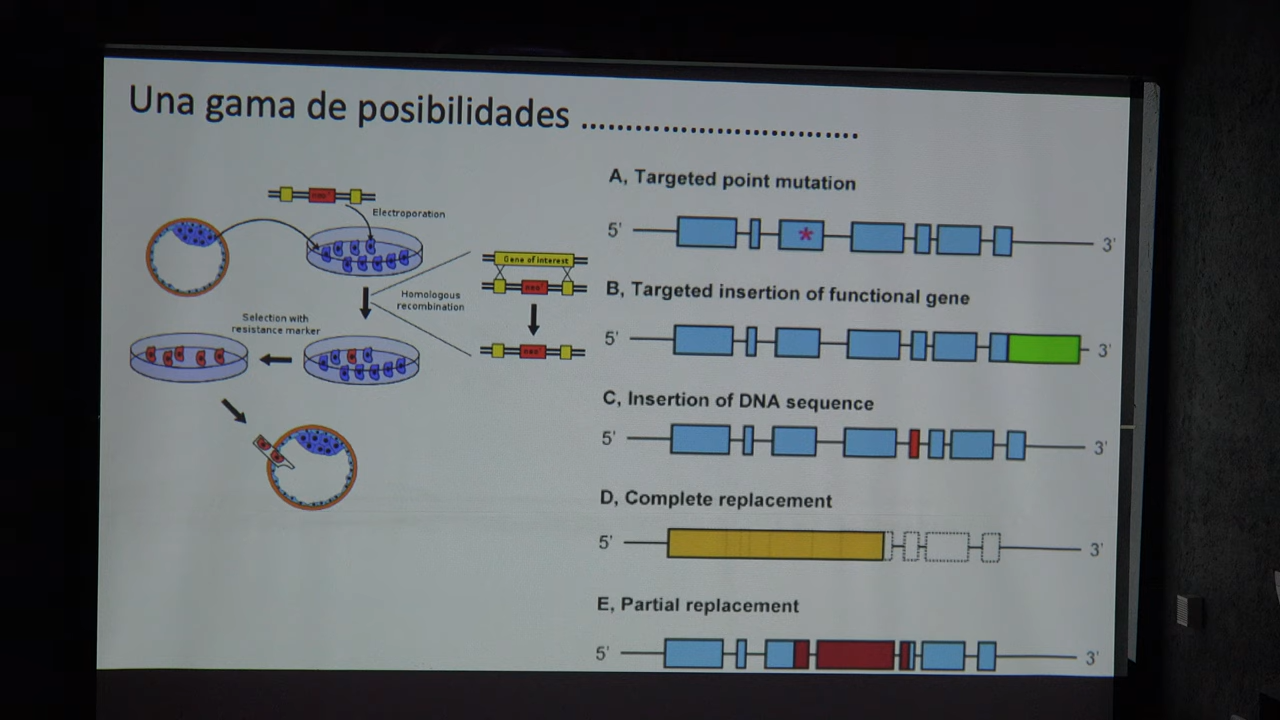 Una gama de posibilidades ................................
Electroporation
Gene of interest
Homologous
recombination
Selection with
resistance marker
A, Targeted point mutation
5' * 3'
B, Targeted insertion of functional gene
5' 3'
C, Insertion of DNA sequence
5' 3'
D, Complete replacement
5' 3'
E, Partial replacement
5' 3'